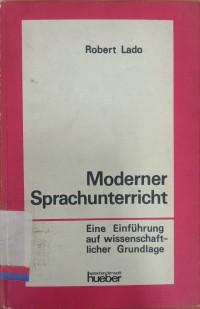 Robert Lado
Moderner
Sprachunterricht
Eine Einführung
auf wissenschaft-
licher Grundlage
hueber